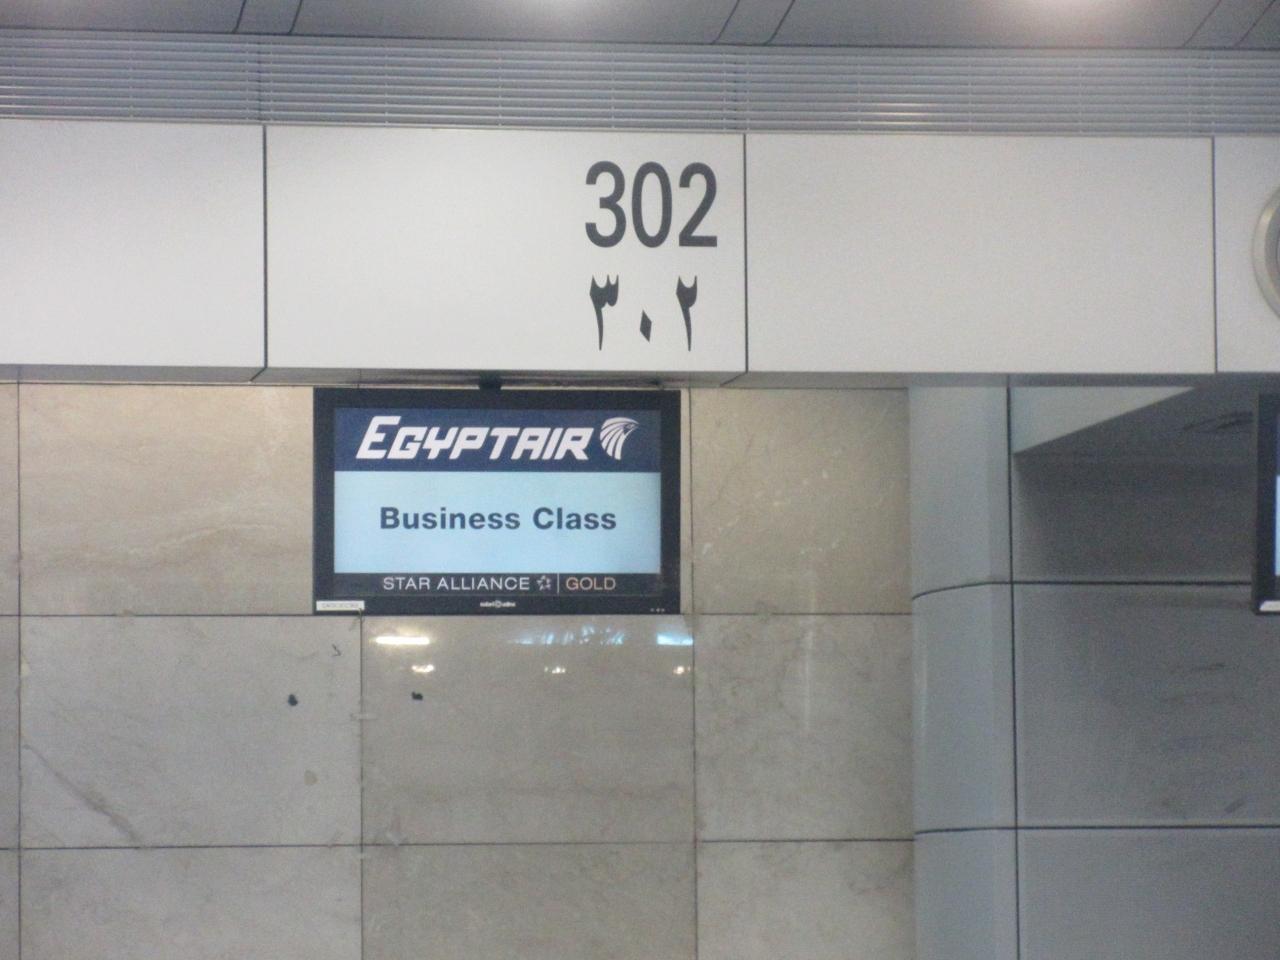 302
٣٠٢
EGYPTAIR
Business Class
STAR ALLIANCE GOLD